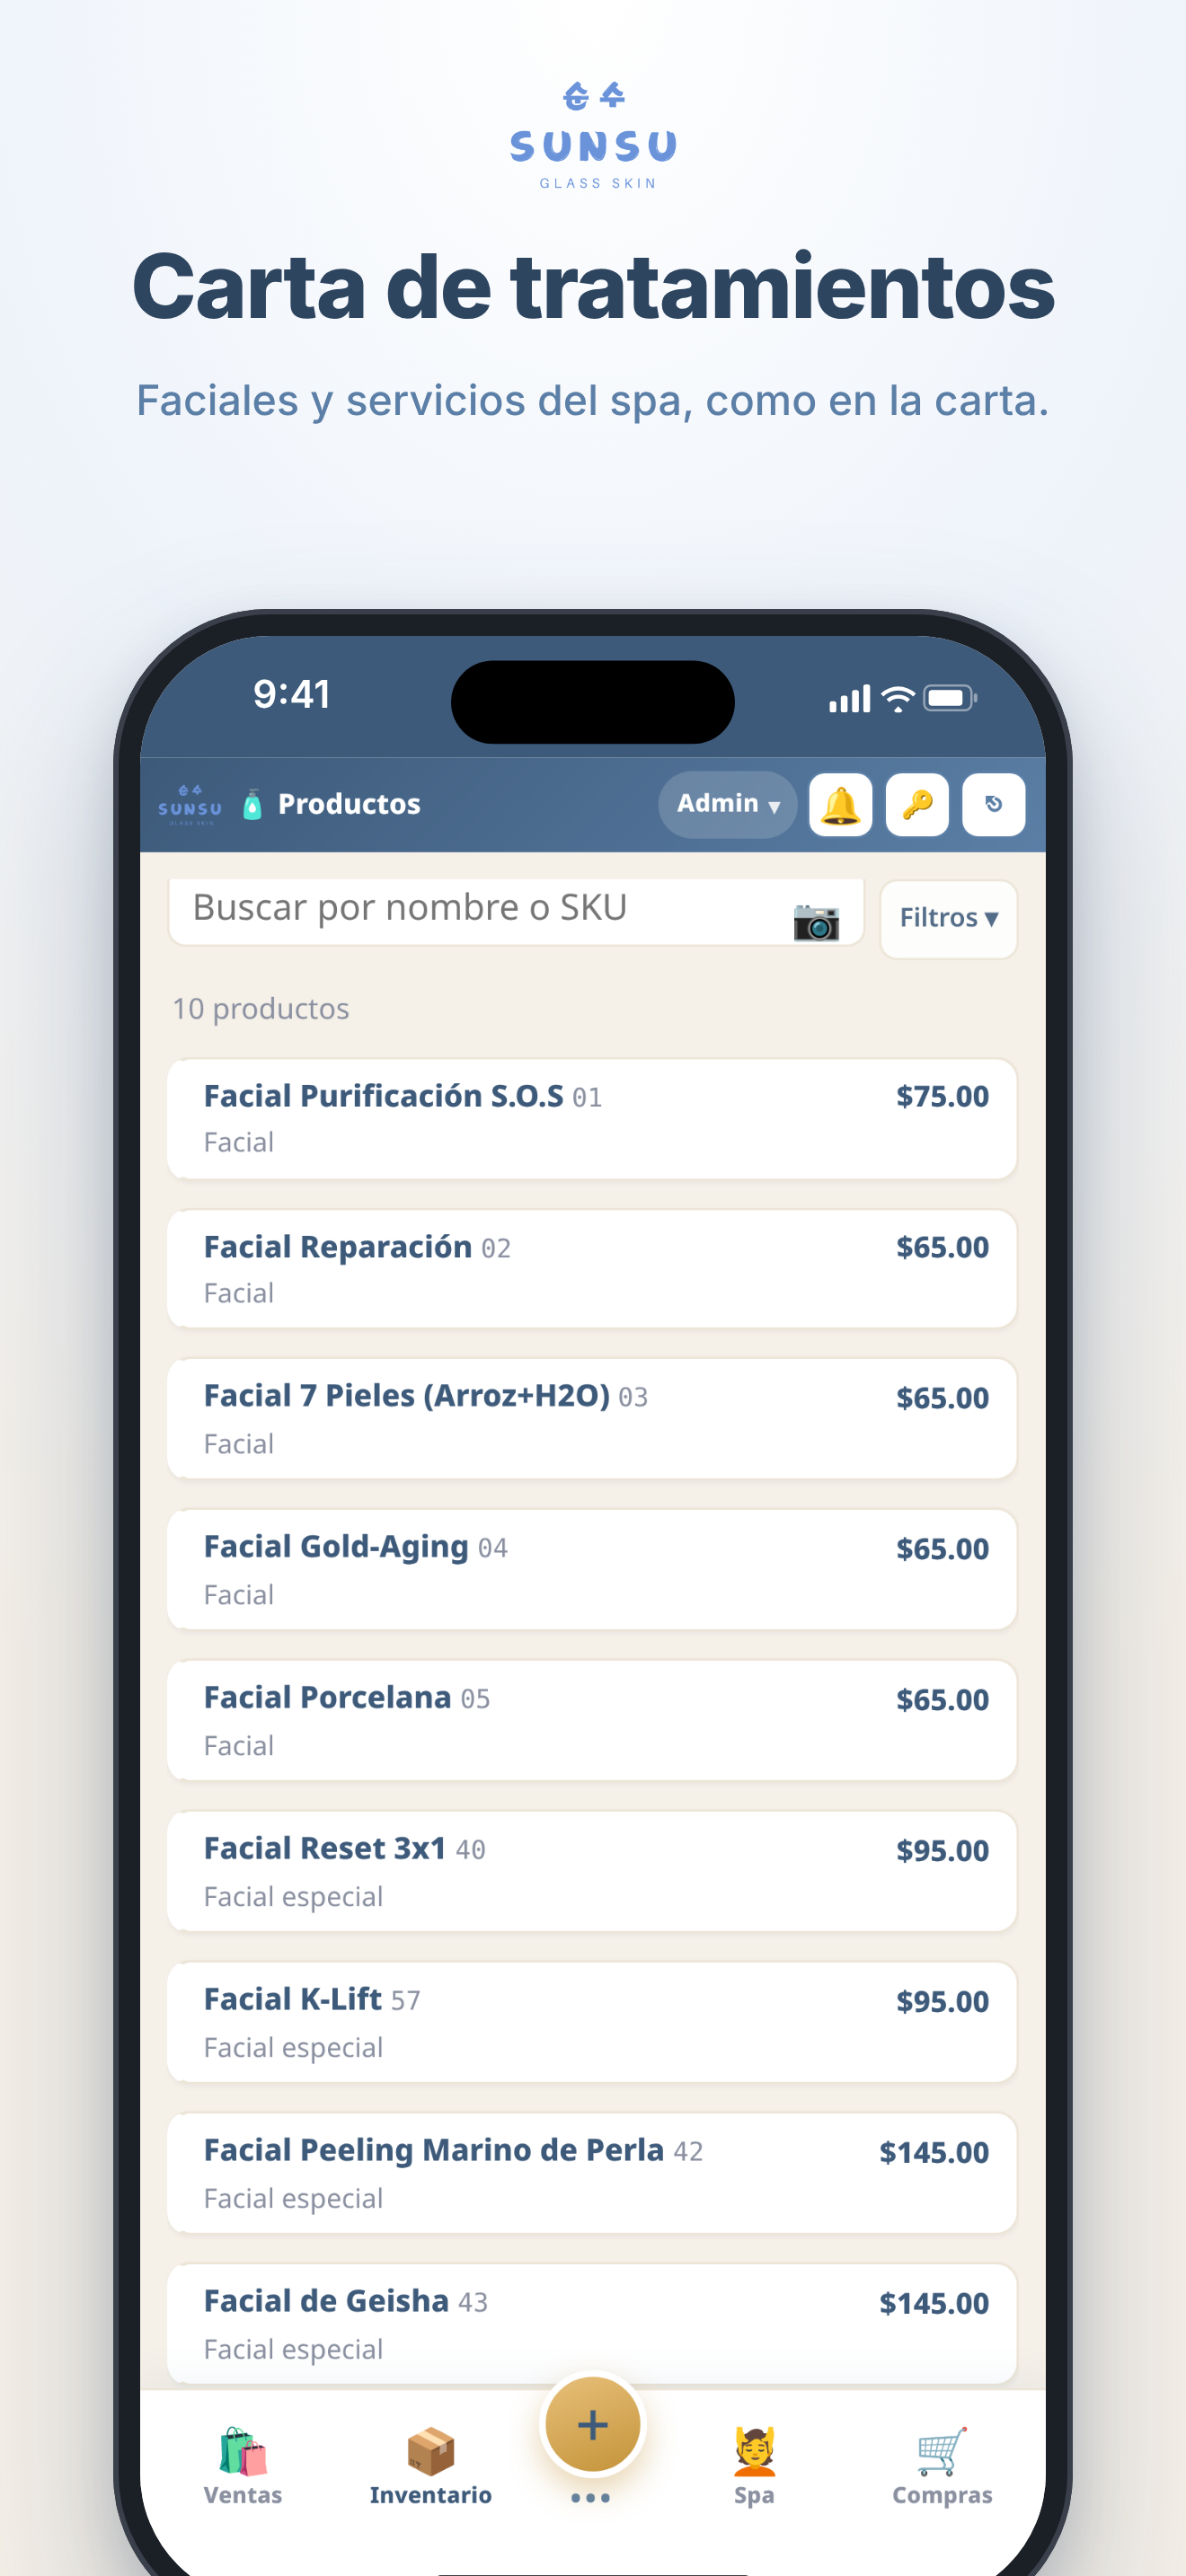 SUNSU
GLASS SKIN
Carta de tratamientos
Faciales y servicios del spa, como en la carta.
9:41
SUNSU
GLASS SKIN
Productos
Admin ▾
Buscar por nombre o SKU
Filtros ▾
10 productos
Facial Purificación S.O.S 01
$75.00
Facial
Facial Reparación 02
$65.00
Facial
Facial 7 Pieles (Arroz+H2O) 03
$65.00
Facial
Facial Gold-Aging 04
$65.00
Facial
Facial Porcelana 05
$65.00
Facial
Facial Reset 3x1 40
$95.00
Facial especial
Facial K-Lift 57
$95.00
Facial especial
Facial Peeling Marino de Perla 42
$145.00
Facial especial
Facial de Geisha 43
$145.00
Facial especial
+
Ventas
Inventario
•••
Spa
Compras